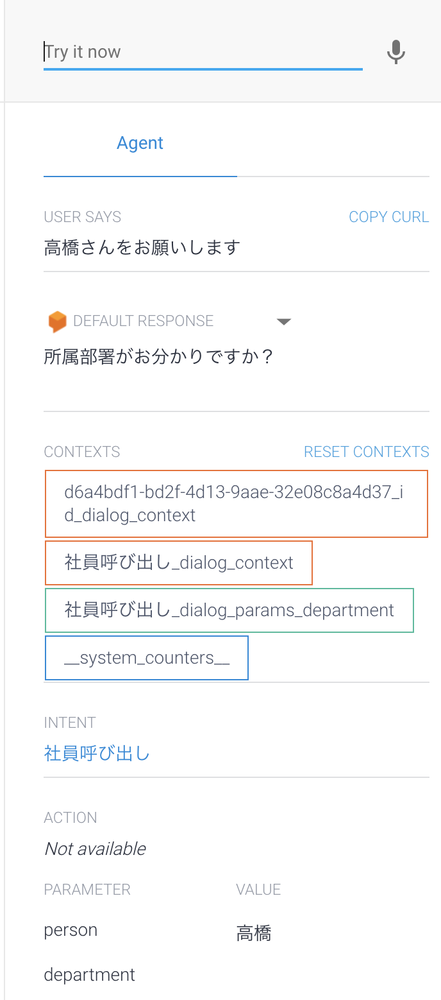 Try it now
Agent
USER SAYS COPY CURL
高橋さんをお願いします
DEFAULT RESPONSE
所属部署がお分かりですか？
CONTEXTS RESET CONTEXTS
d6a4bdf1-bd2f-4d13-9aae-32e08c8a4d37_i
d_dialog_context
社員呼び出し_dialog_context
社員呼び出し_dialog_params_department
__system_counters__
INTENT
社員呼び出し
ACTION
Not available
PARAMETER VALUE
person 高橋
department